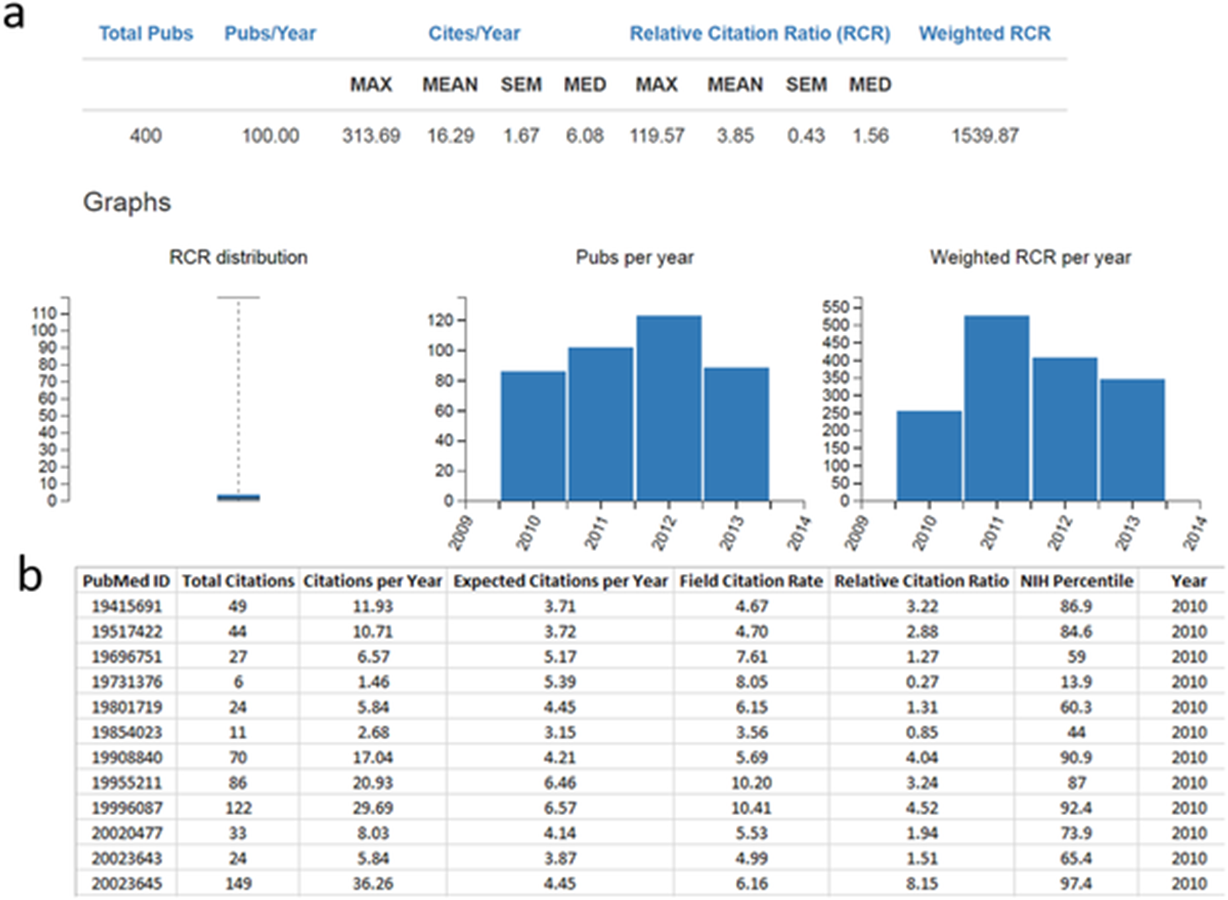 a
Total Pubs Pubs/Year Cites/Year Relative Citation Ratio (RCR) Weighted RCR
MAX MEAN SEM MED MAX MEAN SEM MED
400 100.00 313.69 16.29 1.67 6.08 119.57 3.85 0.43 1.56 1539.87
Graphs
RCR distribution
110
100
90
80
70
60
50
40
30
20
10
0
Pubs per year
120
100
80
60
40
20
0
2009 2010 2011 2012 2013 2014
Weighted RCR per year
550
500
450
400
350
300
250
200
150
100
50
0
2009 2010 2011 2012 2013 2014
b
PubMed ID Total Citations Citations per Year Expected Citations per Year Field Citation Rate Relative Citation Ratio NIH Percentile Year
19415691 49 11.93 3.71 4.67 3.22 86.9 2010
19517422 44 10.71 3.72 4.70 2.88 84.6 2010
19696751 27 6.57 5.17 7.61 1.27 59 2010
19731376 6 1.46 5.39 8.05 0.27 13.9 2010
19801719 24 5.84 4.45 6.15 1.31 60.3 2010
19854023 11 2.68 3.15 3.56 0.85 44 2010
19908840 70 17.04 4.21 5.69 4.04 90.9 2010
19955211 86 20.93 6.46 10.20 3.24 87 2010
19996087 122 29.69 6.57 10.41 4.52 92.4 2010
20020477 33 8.03 4.14 5.53 1.94 73.9 2010
20023643 24 5.84 3.87 4.99 1.51 65.4 2010
20023645 149 36.26 4.45 6.16 8.15 97.4 2010